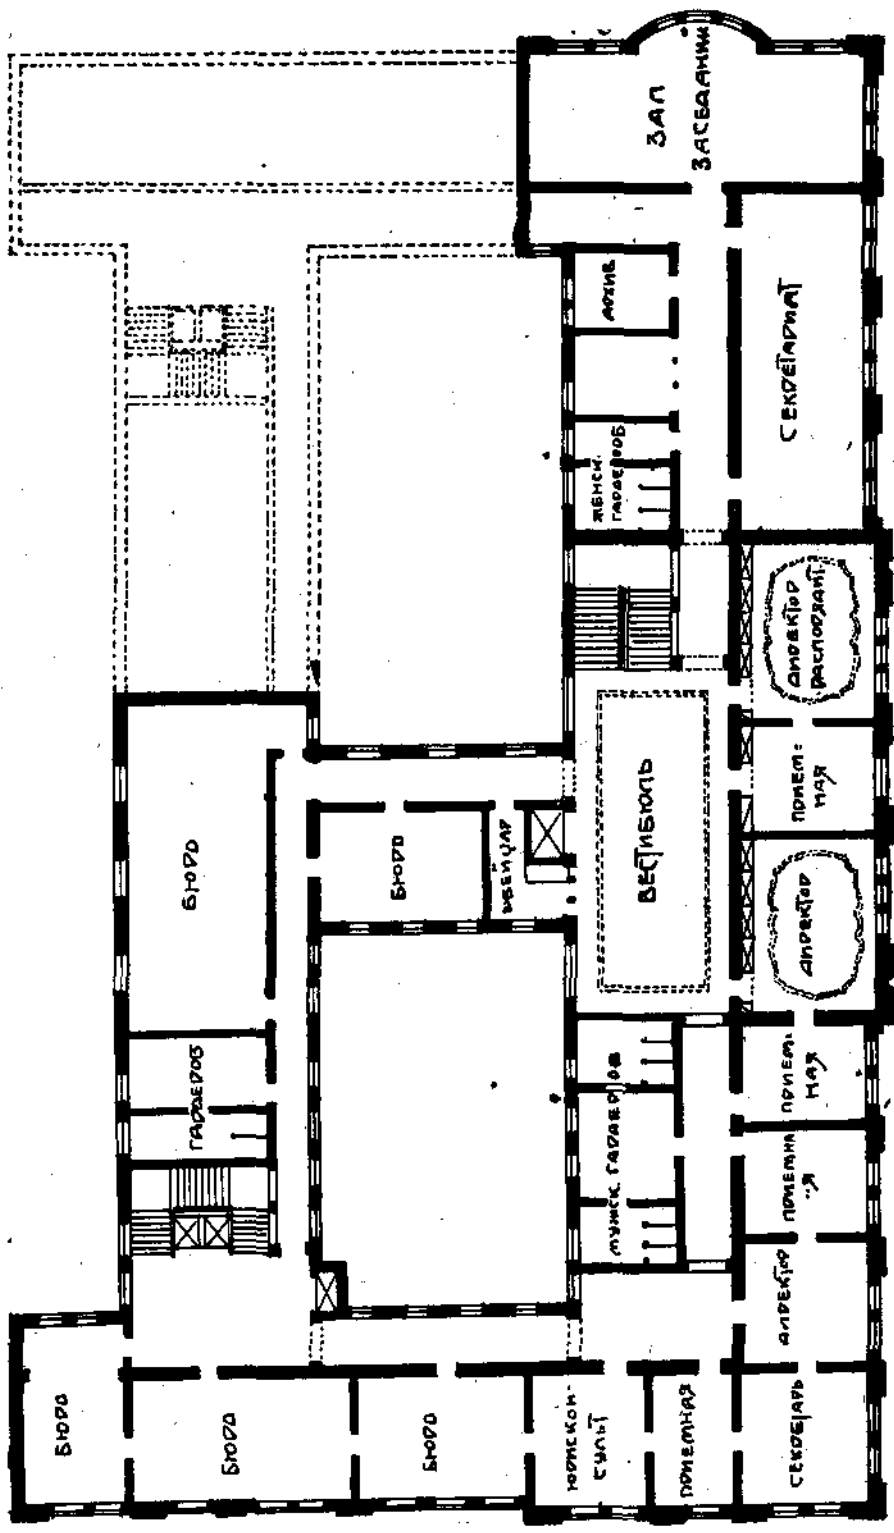 ЗАЛ
ЗАСЕДАНИИ
АРХИВ
СЕКРЕТАРИАТ
ЖЕНСК.
ГАРДЕРОБ
ДИРЕКТОР
РАСПОРЯДИТ.
ПРИЕМ-
НАЯ
ВЕСТИБЮЛЬ
БЮРО
БЮРО
ШВЕЙЦАР
ДИРЕКТОР
ГАРДЕРОБ
МУЖСК. ГАРДЕРОБ
ПРИЕМ-
НАЯ
ПРИЕМНА
-Я
ДИРЕКТОР
БЮРО
БЮРО
БЮРО
ЮРИСКОН-
СУЛЬТ
ПРИЕМНАЯ
СЕКРЕТАРЬ